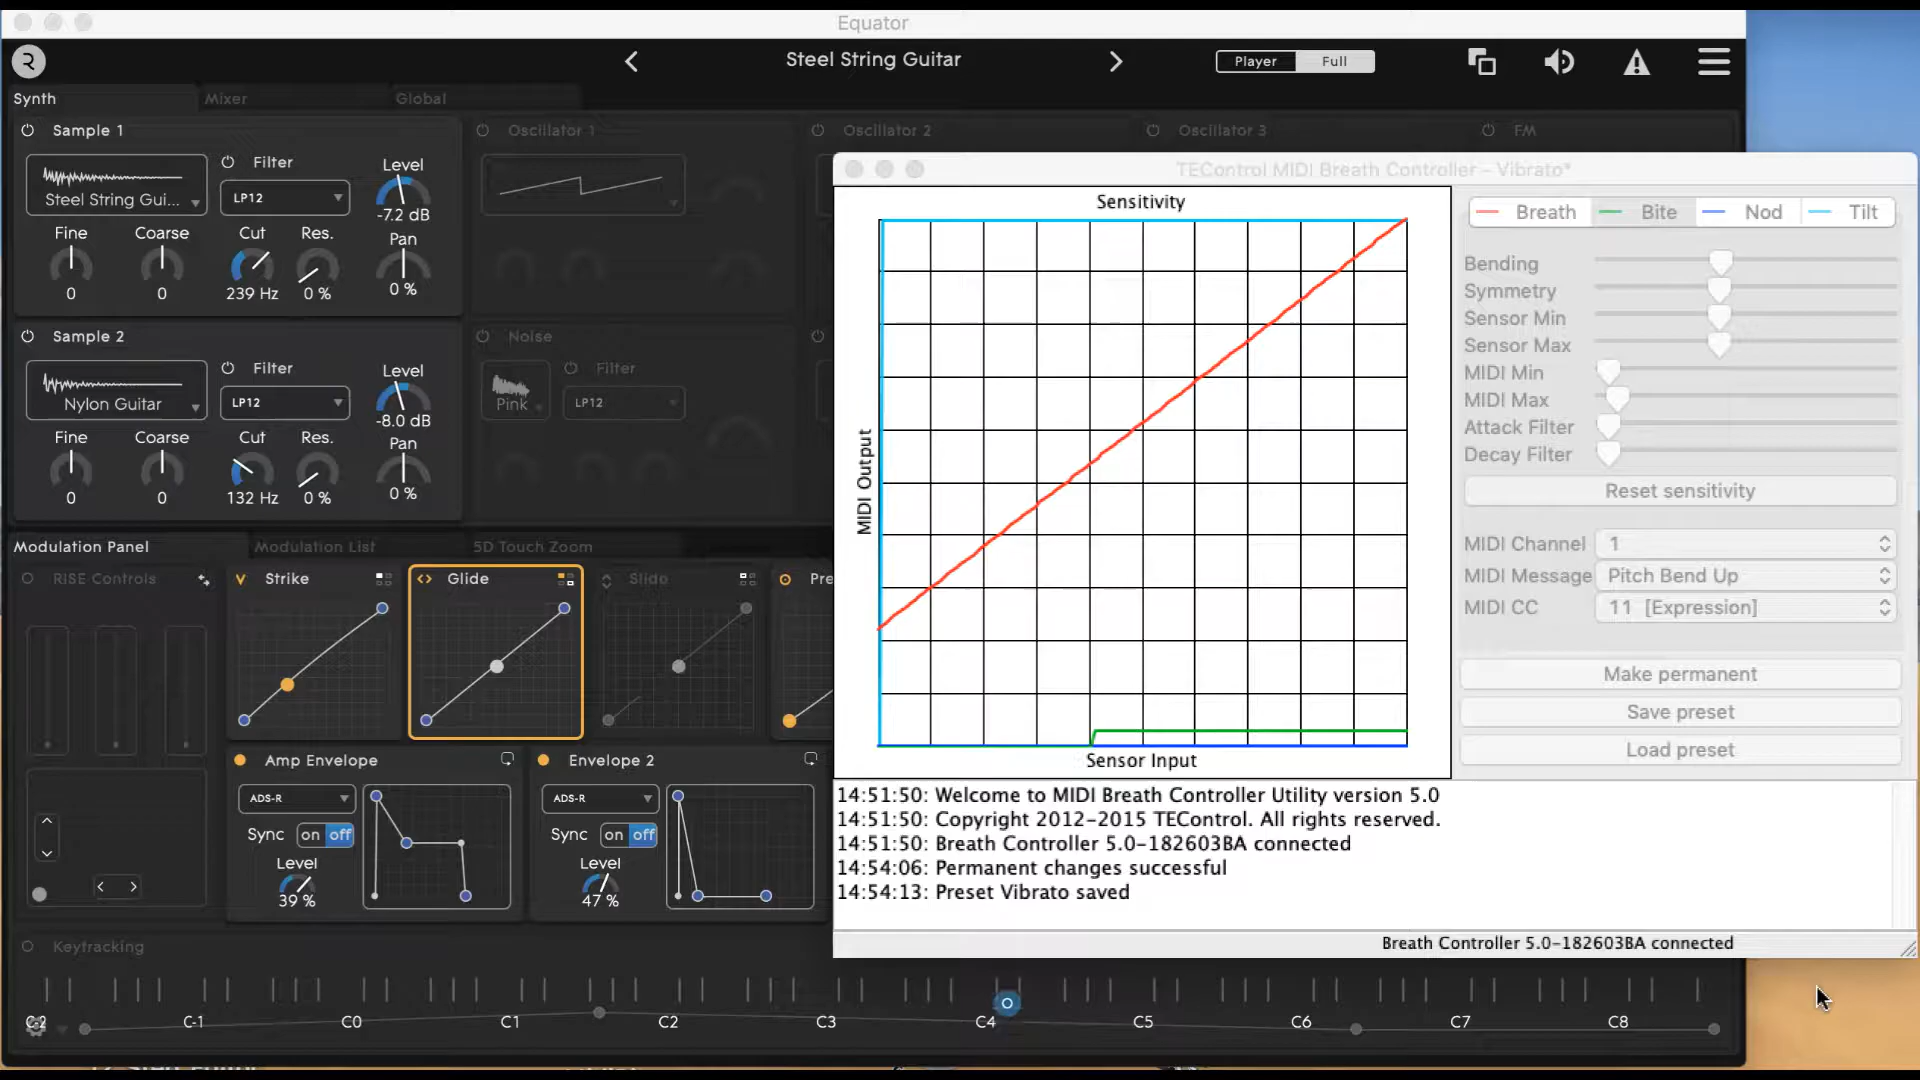 Equator
Steel String Guitar
Player Full
Synth Mixer Global
Sample 1
Filter
Level
Steel String Gui...
LP12
-7.2 dB
Fine Coarse Cut Res. Pan
0 0 239 Hz 0 % 0 %
Oscillator 1
Oscillator 2
Oscillator 3
FM
Sample 2
Filter
Level
Nylon Guitar
LP12
-8.0 dB
Fine Coarse Cut Res. Pan
0 0 132 Hz 0 % 0 %
Noise
Filter
Pink
LP12
Modulation Panel Modulation List 5D Touch Zoom
RISE Controls
Strike
Glide
Slide
Pre
Amp Envelope
ADS-R
Sync on off
Level
39 %
Envelope 2
ADS-R
Sync on off
Level
47 %
Keytracking
C-2 C-1 C0 C1 C2 C3 C4 C5 C6 C7 C8
TEControl MIDI Breath Controller – Vibrato*
Sensitivity
MIDI Output
Sensor Input
Breath Bite Nod Tilt
Bending
Symmetry
Sensor Min
Sensor Max
MIDI Min
MIDI Max
Attack Filter
Decay Filter
Reset sensitivity
MIDI Channel 1
MIDI Message Pitch Bend Up
MIDI CC 11 [Expression]
Make permanent
Save preset
Load preset
14:51:50: Welcome to MIDI Breath Controller Utility version 5.0
14:51:50: Copyright 2012-2015 TEControl. All rights reserved.
14:51:50: Breath Controller 5.0-182603BA connected
14:54:06: Permanent changes successful
14:54:13: Preset Vibrato saved
Breath Controller 5.0-182603BA connected